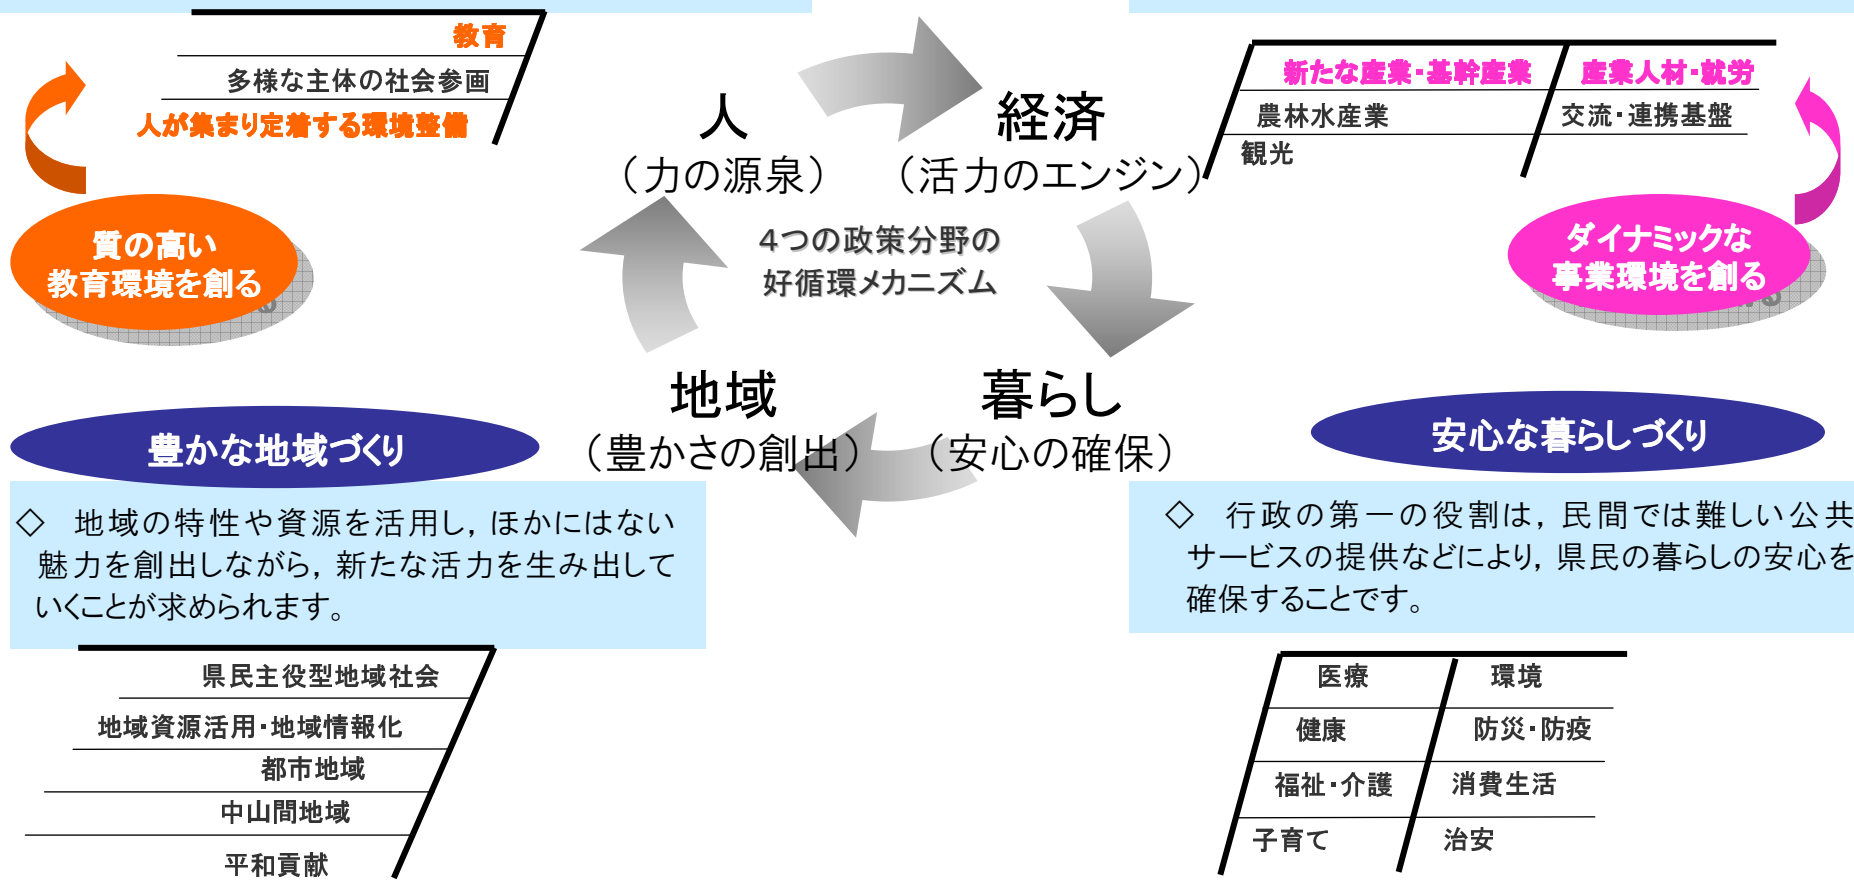 教育
多様な主体の社会参画
人が集まり定着する環境整備
質の高い
教育環境を創る
人
(力の源泉)
経済
(活力のエンジン)
4つの政策分野の
好循環メカニズム
地域
(豊かさの創出)
暮らし
(安心の確保)
新たな産業・基幹産業
産業人材・就労
農林水産業
交流・連携基盤
観光
ダイナミックな
事業環境を創る
豊かな地域づくり
◇ 地域の特性や資源を活用し,ほかにはない
魅力を創出しながら,新たな活力を生み出して
いくことが求められます。
県民主役型地域社会
地域資源活用・地域情報化
都市地域
中山間地域
平和貢献
安心な暮らしづくり
◇ 行政の第一の役割は,民間では難しい公共
サービスの提供などにより,県民の暮らしの安心を
確保することです。
医療
環境
健康
防災・防疫
福祉・介護
消費生活
子育て
治安